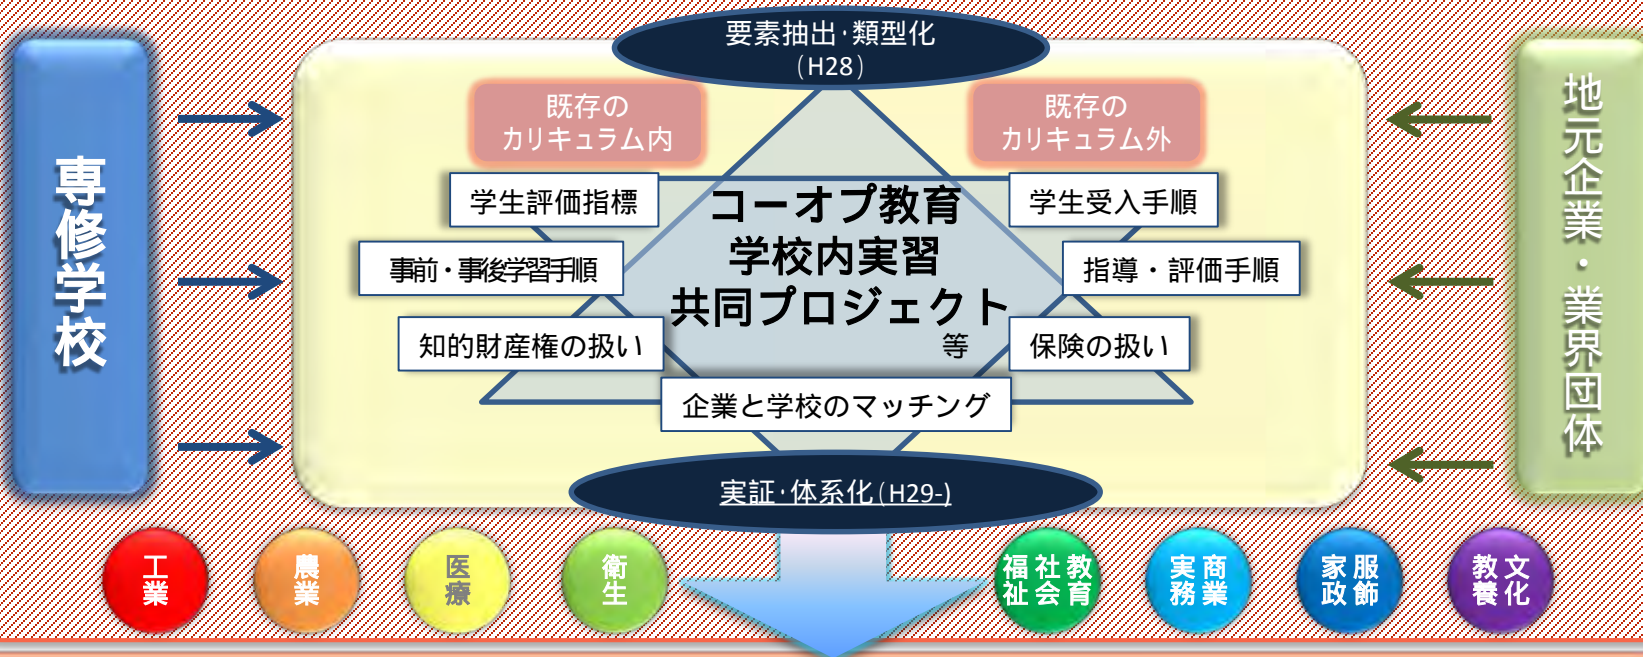 要素抽出・類型化
(H28)
専修学校
地元企業・業界団体
既存の
カリキュラム内
既存の
カリキュラム外
学生評価指標
学生受入手順
コーオプ教育
学校内実習
共同プロジェクト
等
事前・事後学習手順
指導・評価手順
知的財産権の扱い
保険の扱い
企業と学校のマッチング
実証・体系化(H29-)
工業
農業
医療
衛生
教育
社会
福祉
商業
実務
服飾
家政
文化
教養